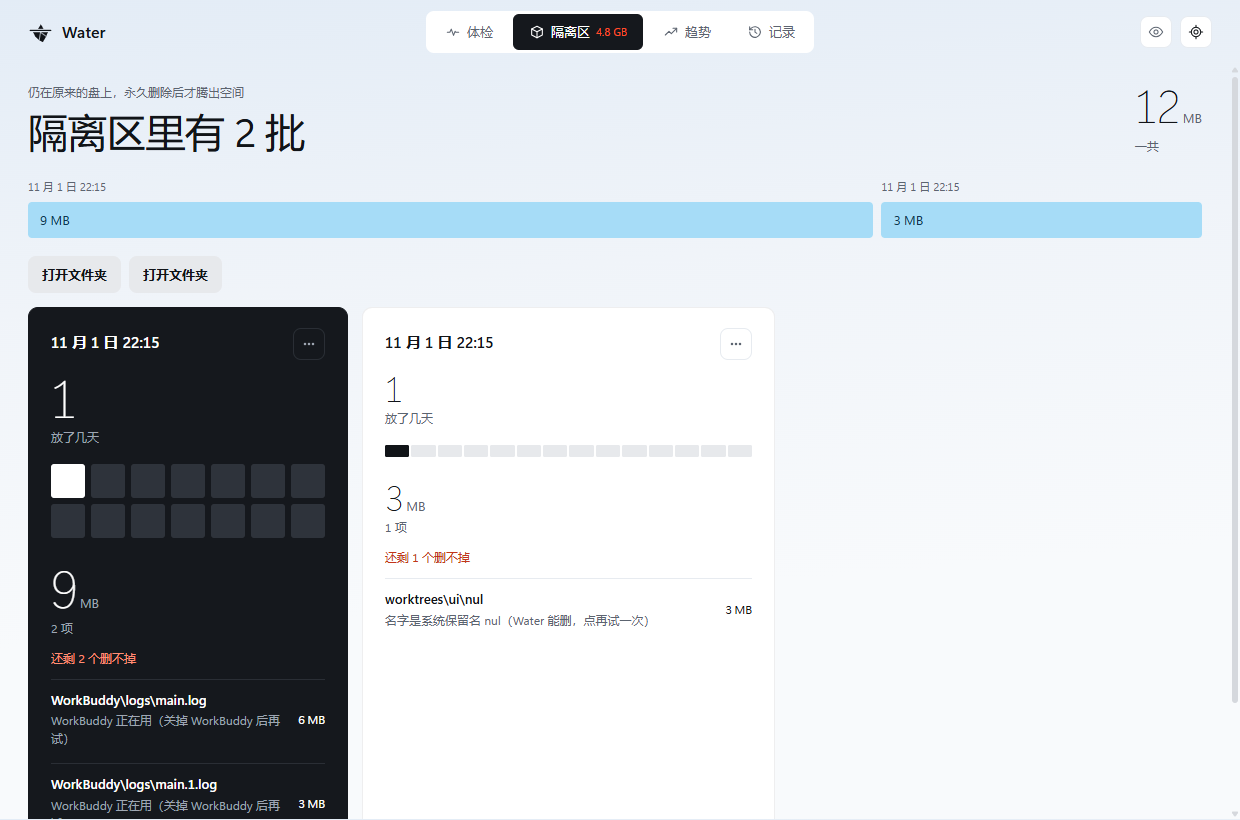 Water
体检
隔离区 4.8 GB
趋势
记录
仍在原来的盘上，永久删除后才腾出空间
隔离区里有 2 批
12 MB
一共
11 月 1 日 22:15
11 月 1 日 22:15
9 MB
3 MB
打开文件夹
打开文件夹
11 月 1 日 22:15
1
放了几天
9 MB
2 项
还剩 2 个删不掉
WorkBuddy\logs\main.log
WorkBuddy 正在用（关掉 WorkBuddy 后再
试）
6 MB
WorkBuddy\logs\main.1.log
WorkBuddy 正在用（关掉 WorkBuddy 后再
3 MB
11 月 1 日 22:15
1
放了几天
3 MB
1 项
还剩 1 个删不掉
worktrees\ui\nul
名字是系统保留名 nul（Water 能删，点再试一次）
3 MB